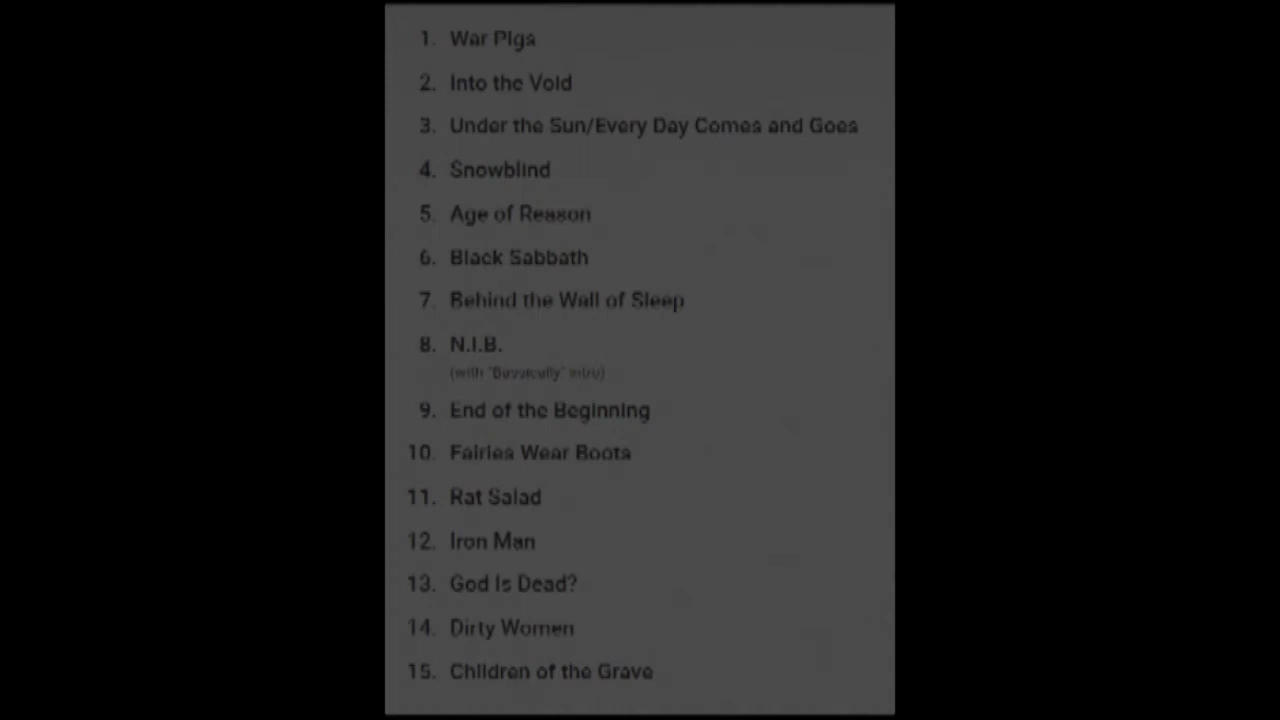 1. War Pigs
2. Into the Void
3. Under the Sun/Every Day Comes and Goes
4. Snowblind
5. Age of Reason
6. Black Sabbath
7. Behind the Wall of Sleep
8. N.I.B.
(with "Bassically" intro)
9. End of the Beginning
10. Fairies Wear Boots
11. Rat Salad
12. Iron Man
13. God Is Dead?
14. Dirty Women
15. Children of the Grave